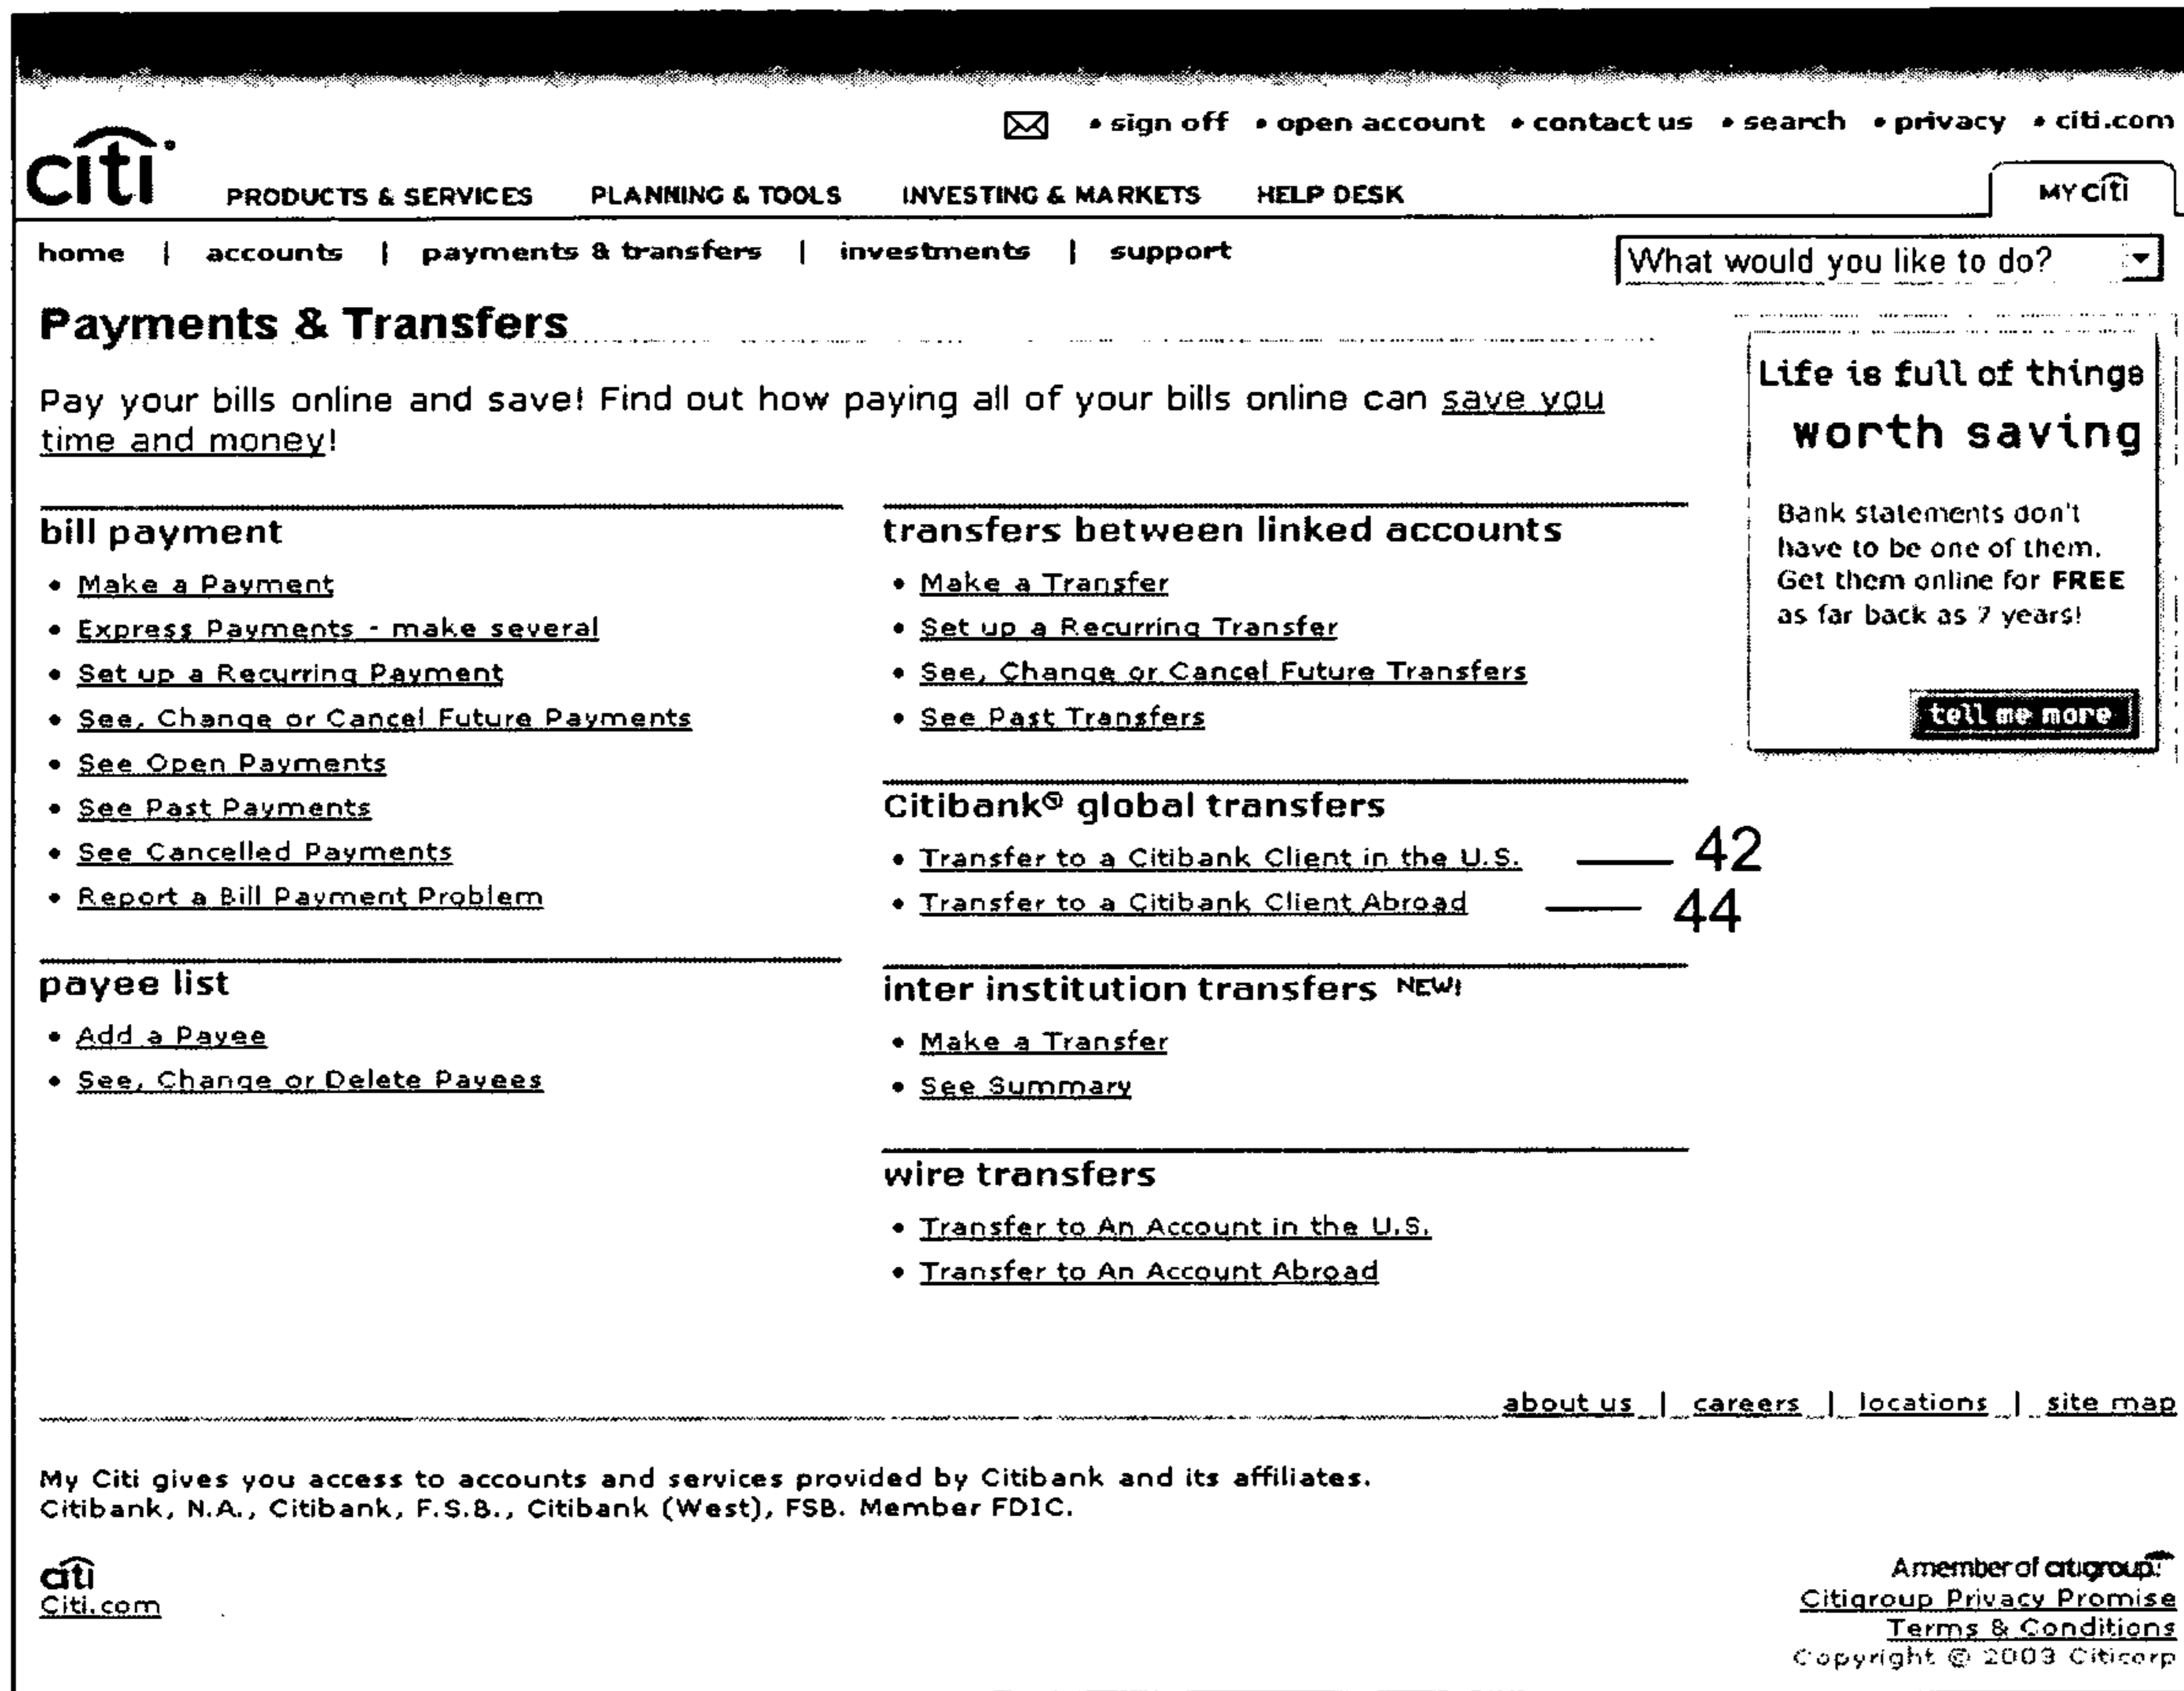 • sign off • open account • contact us • search • privacy • citi.com
citi
PRODUCTS & SERVICES PLANNING & TOOLS INVESTING & MARKETS HELP DESK MY citi
home | accounts | payments & transfers | investments | support
What would you like to do?
Payments & Transfers
Pay your bills online and save! Find out how paying all of your bills online can save you
time and money!
bill payment
• Make a Payment
• Express Payments - make several
• Set up a Recurring Payment
• See, Change or Cancel Future Payments
• See Open Payments
• See Past Payments
• See Cancelled Payments
• Report a Bill Payment Problem
payee list
• Add a Payee
• See, Change or Delete Payees
transfers between linked accounts
• Make a Transfer
• Set up a Recurring Transfer
• See, Change or Cancel Future Transfers
• See Past Transfers
Citibank® global transfers
• Transfer to a Citibank Client in the U.S. 42
• Transfer to a Citibank Client Abroad 44
inter institution transfers NEW!
• Make a Transfer
• See Summary
wire transfers
• Transfer to An Account in the U.S.
• Transfer to An Account Abroad
Life is full of things
worth saving
Bank statements don't
have to be one of them.
Get them online for FREE
as far back as 7 years!
tell me more
about us | careers | locations | site map
My Citi gives you access to accounts and services provided by Citibank and its affiliates.
Citibank, N.A., Citibank, F.S.B., Citibank (West), FSB. Member FDIC.
citi
Citi.com
A member of citigroup
Citigroup Privacy Promise
Terms & Conditions
Copyright © 2003 Citicorp